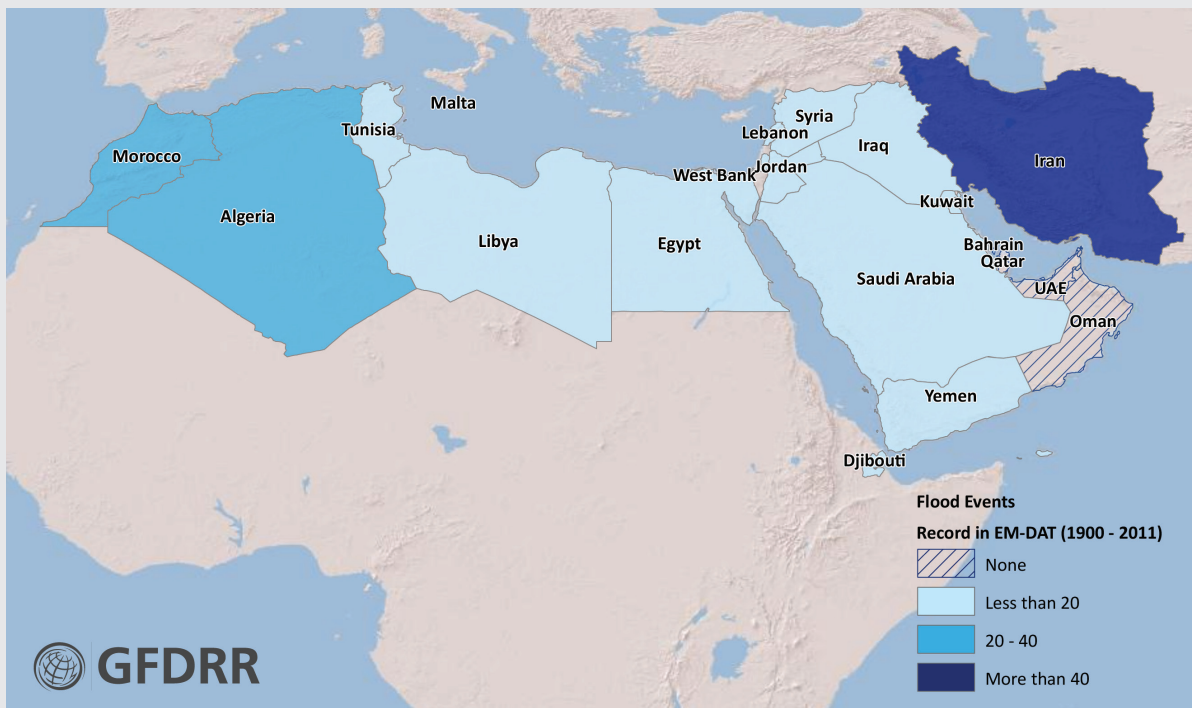 Malta
Tunisia
Morocco
Algeria
Libya
Egypt
Syria
Lebanon
Iraq
Jordan
West Bank
Iran
Kuwait
Bahrain
Qatar
Saudi Arabia
UAE
Oman
Yemen
Djibouti
Flood Events
Record in EM-DAT (1900 - 2011)
None
Less than 20
20 - 40
More than 40
GFDRR